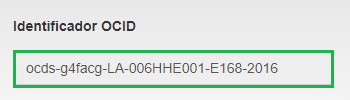 Identificador OCID
ocds-g4facg-LA-006HHE001-E168-2016